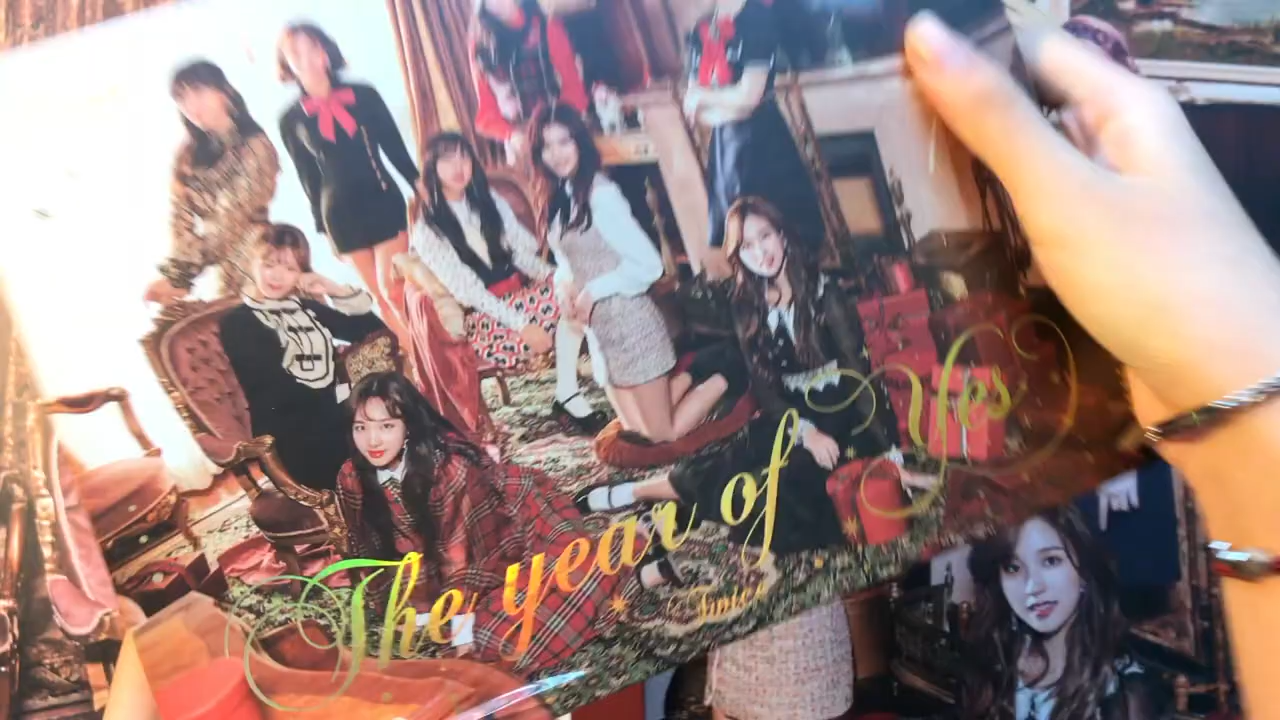 The year of Yes
Twice